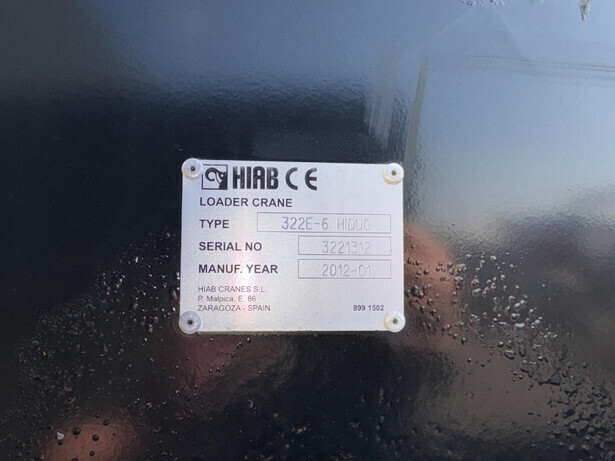 HIAB CE
LOADER CRANE
TYPE 322E-6 HIDUO
SERIAL NO 3221312
MANUF. YEAR 2012-01
HIAB CRANES S.L.
P. Malpica, E. 86
ZARAGOZA - SPAIN 899 1502